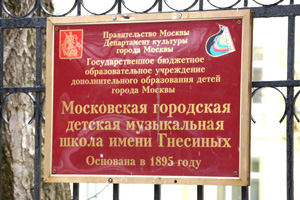 Правительство Москвы
Департамент культуры
города Москвы
Государственное бюджетное
образовательное учреждение
дополнительного образования детей
города Москвы
Московская городская
детская музыкальная
школа имени Гнесиных
Основана в 1895 году